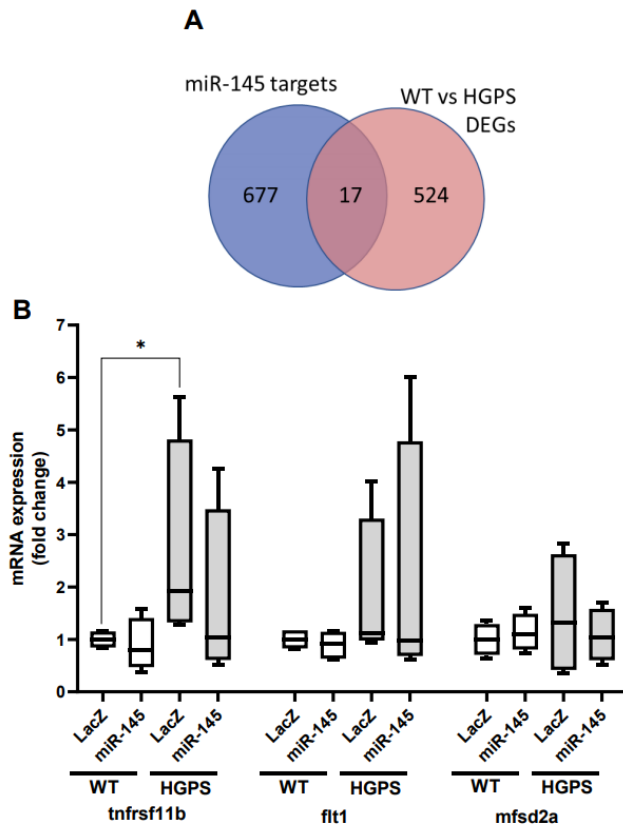 A
miR-145 targets
WT vs HGPS
DEGs
677
17
524
B
mRNA expression
(fold change)
7
6
5
4
3
2
1
0
*
LacZ
miR-145
LacZ
miR-145
LacZ
miR-145
LacZ
miR-145
LacZ
miR-145
LacZ
miR-145
WT
HGPS
WT
HGPS
WT
HGPS
tnfrsf11b
flt1
mfsd2a